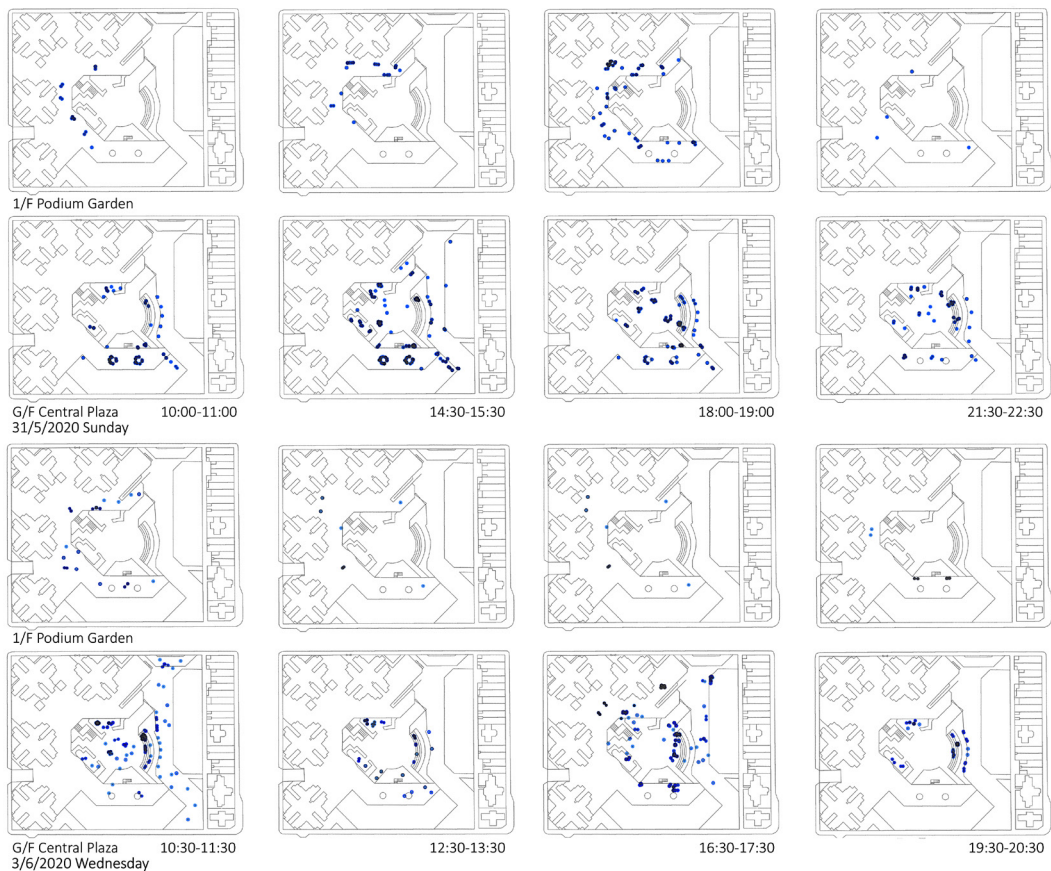 1/F Podium Garden
G/F Central Plaza 10:00-11:00 14:30-15:30 18:00-19:00 21:30-22:30
31/5/2020 Sunday
1/F Podium Garden
G/F Central Plaza 10:30-11:30 12:30-13:30 16:30-17:30 19:30-20:30
3/6/2020 Wednesday